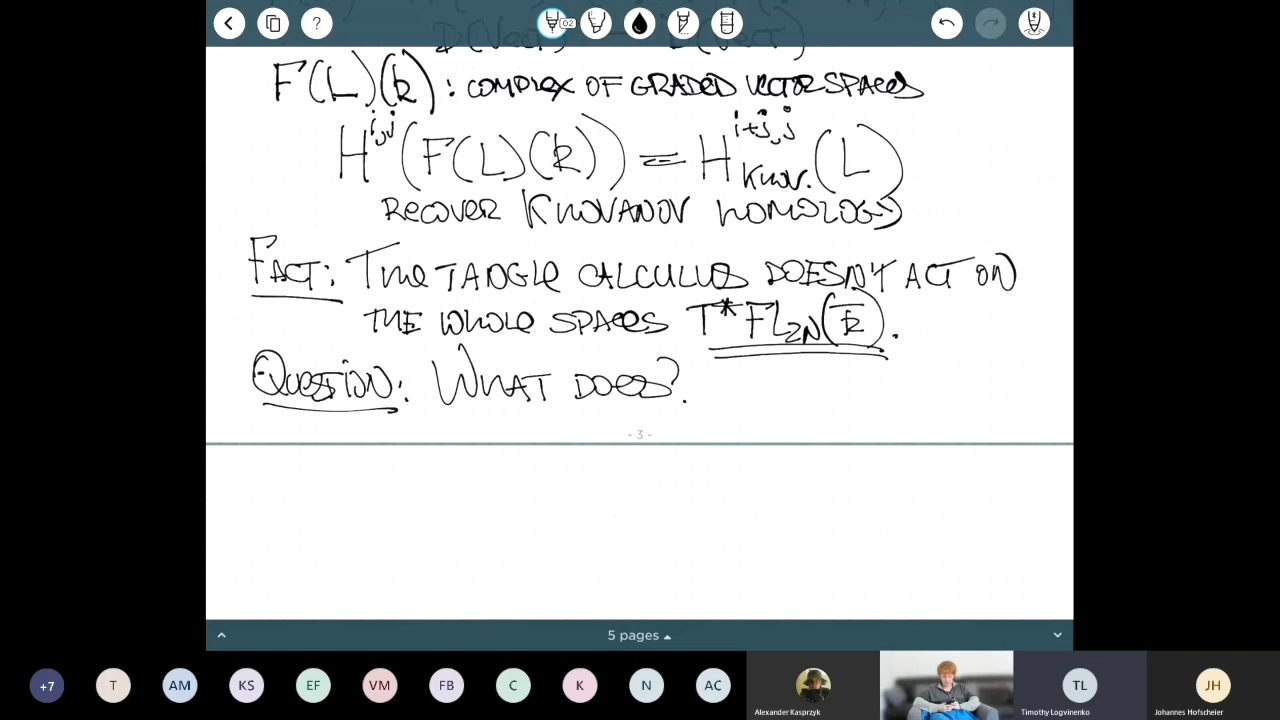 D(Vect) D(Vect)
F(L)(k) : COMPLEX OF GRADED VECTOR SPACES
H^{i,j}(F(L)(k)) = H^{i+j,j}_{Khov.}(L)
RECOVER KHOVANOV HOMOLOGY
FACT: THE TANGLE CALCULUS DOESN'T ACT ON
THE WHOLE SPACES T*Fl_{2N}(k̄).
QUESTION: WHAT DOES?
- 3 -
5 pages
+7 T AM KS EF VM FB C K N AC TL JH
Alexander Kasprzyk Timothy Logvinenko Johannes Hofscheier